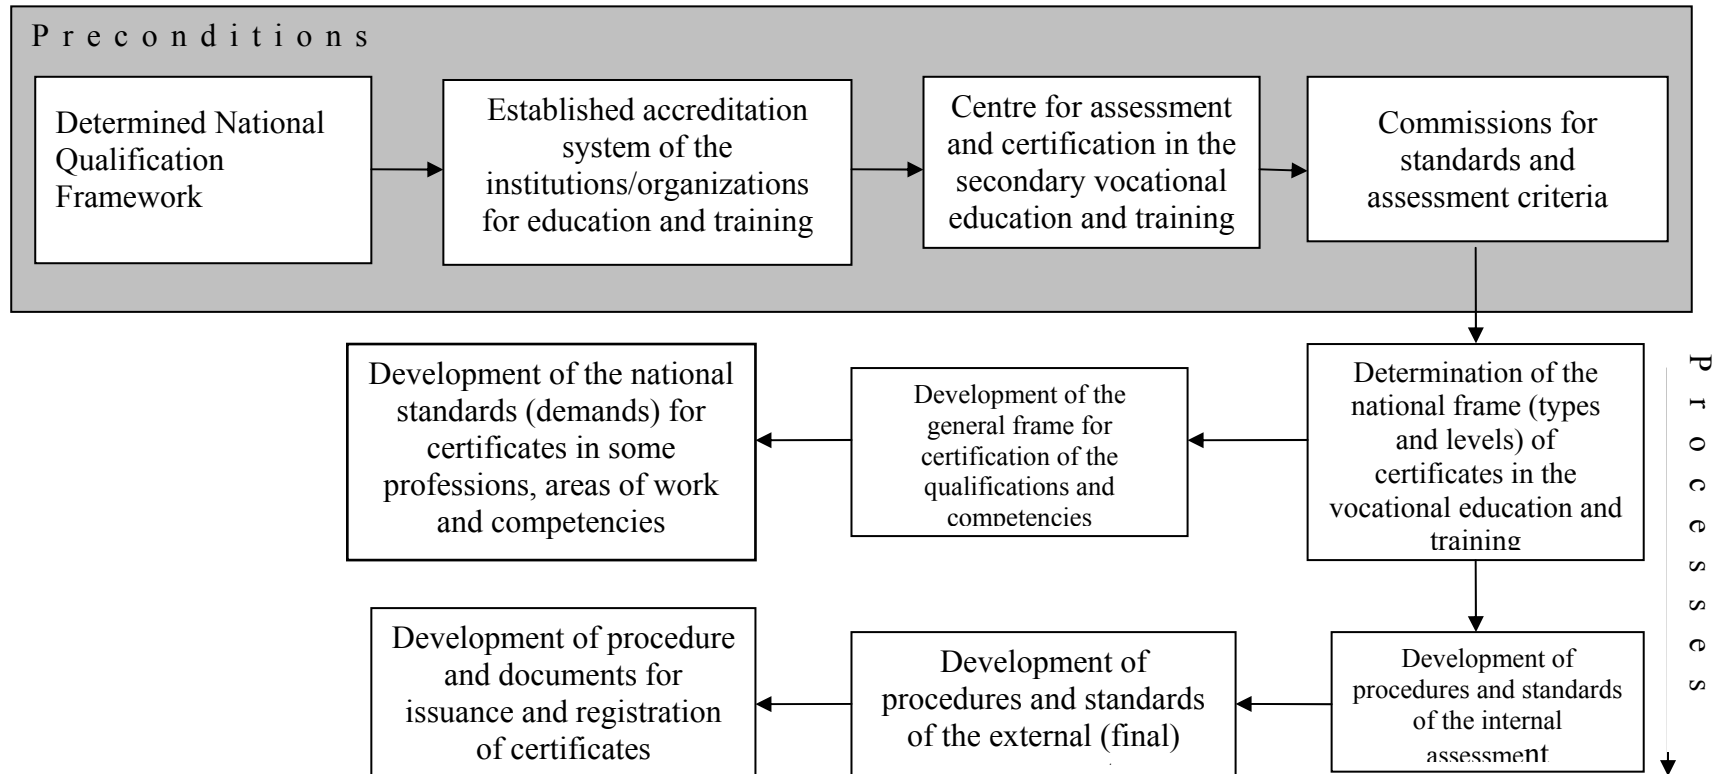 Preconditions
Determined National
Qualification
Framework
Established accreditation
system of the
institutions/organizations
for education and training
Centre for assessment
and certification in the
secondary vocational
education and training
Commissions for
standards and
assessment criteria
Processes
Determination of the
national frame (types
and levels) of
certificates in the
vocational education and
training
Development of the
general frame for
certification of the
qualifications and
competencies
Development of the national
standards (demands) for
certificates in some
professions, areas of work
and competencies
Development of
procedures and standards
of the internal
assessment
Development of
procedures and standards
of the external (final)
Development of procedure
and documents for
issuance and registration
of certificates